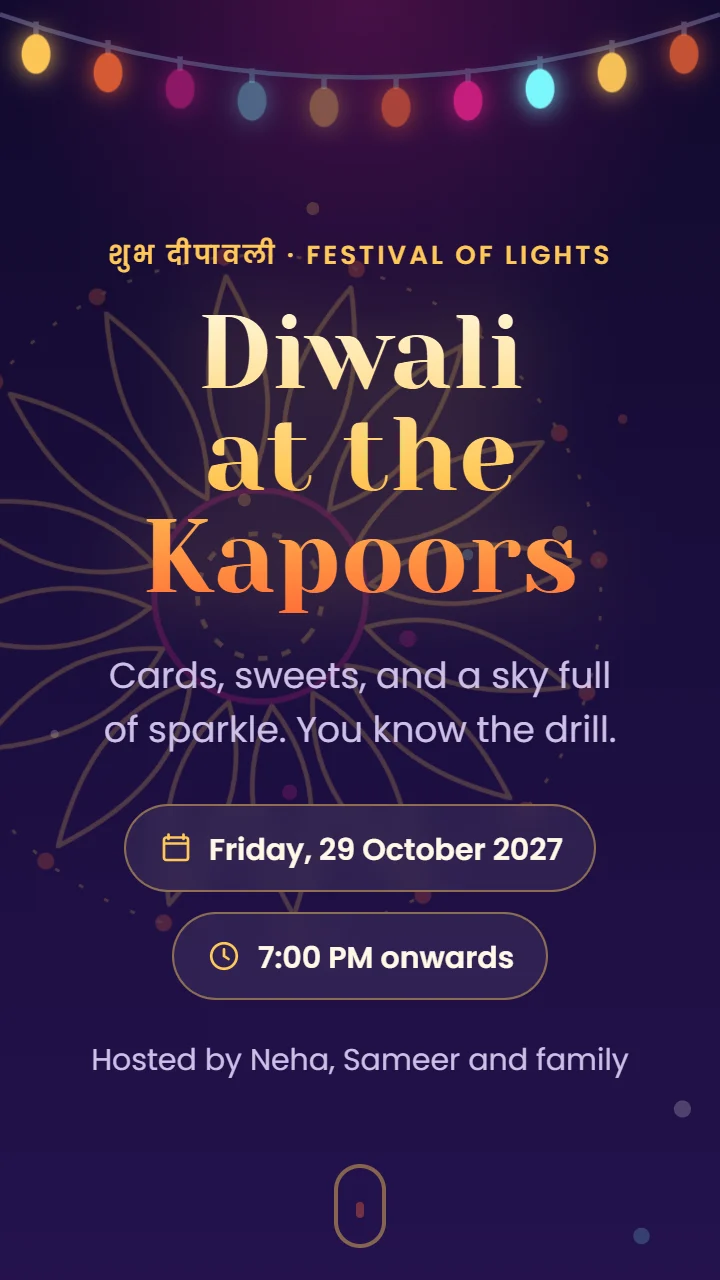 शुभ दीपावली · FESTIVAL OF LIGHTS
Diwali
at the
Kapoors
Cards, sweets, and a sky full
of sparkle. You know the drill.
Friday, 29 October 2027
7:00 PM onwards
Hosted by Neha, Sameer and family